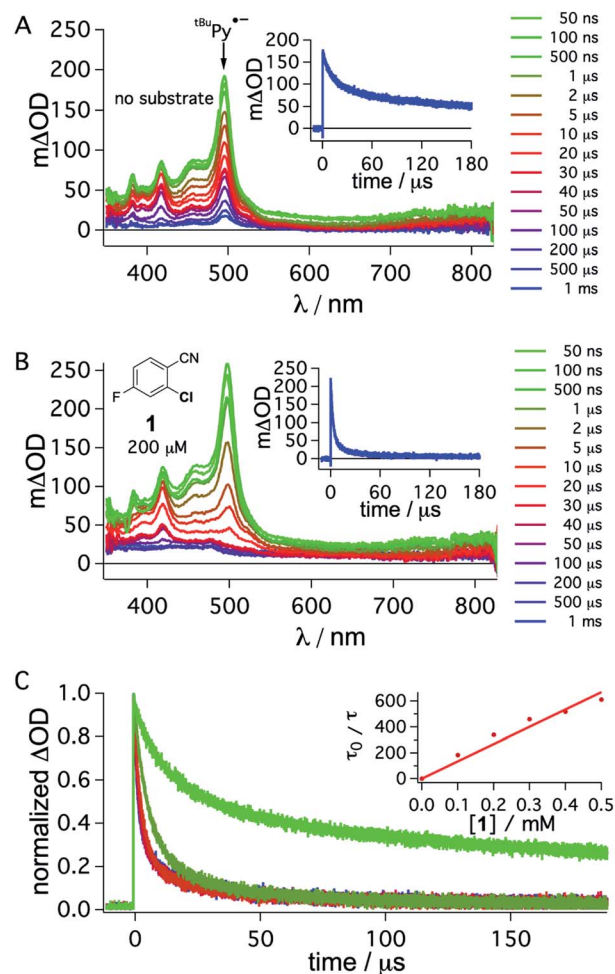 A
tBuPy•−
no substrate
mΔOD
250
200
150
100
50
0
400
500
600
700
800
λ / nm
mΔOD
200
150
100
50
0
0
60
120
180
time / μs
50 ns
100 ns
500 ns
1 μs
2 μs
5 μs
10 μs
20 μs
30 μs
40 μs
50 μs
100 μs
200 μs
500 μs
1 ms
B
CN
F
Cl
1
200 μM
mΔOD
250
200
150
100
50
0
400
500
600
700
800
λ / nm
mΔOD
250
200
150
100
50
0
0
60
120
180
time / μs
50 ns
100 ns
500 ns
1 μs
2 μs
5 μs
10 μs
20 μs
30 μs
40 μs
50 μs
100 μs
200 μs
500 μs
1 ms
C
normalized ΔOD
1.0
0.8
0.6
0.4
0.2
0.0
0
50
100
150
time / μs
τ0 / τ
600
400
200
0
0.0
0.1
0.2
0.3
0.4
0.5
[1] / mM